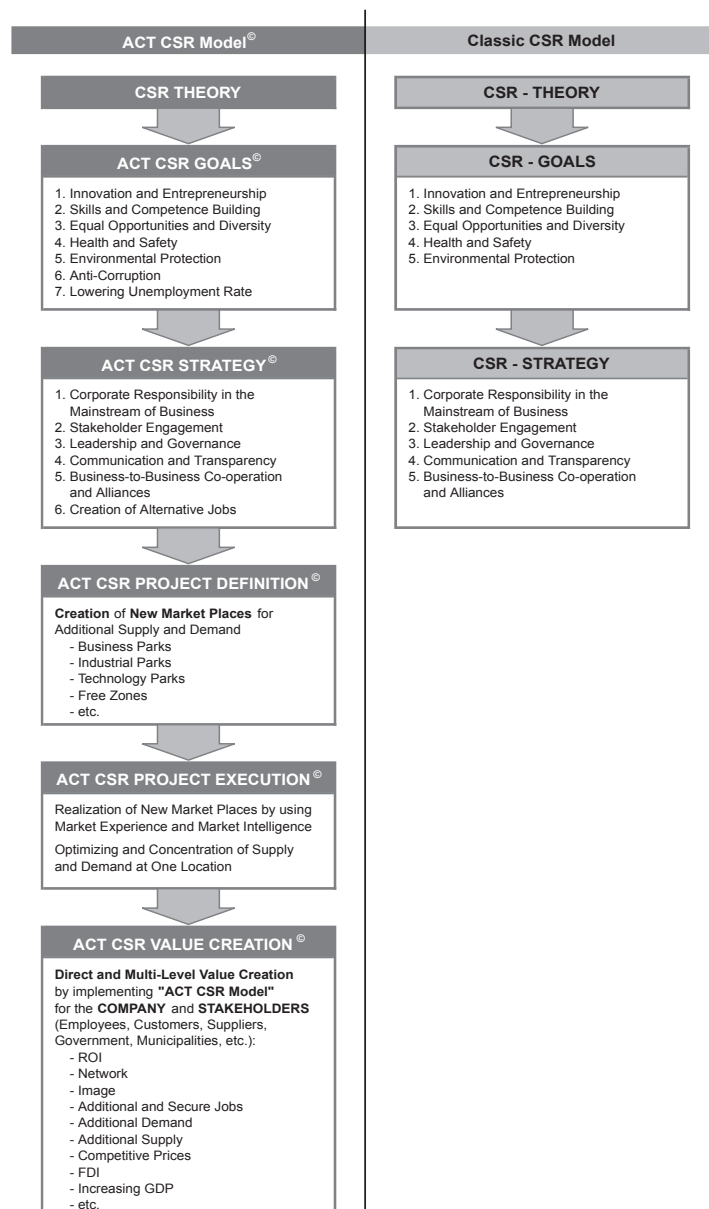 ACT CSR Model©
CSR THEORY
ACT CSR GOALS©
1. Innovation and Entrepreneurship
2. Skills and Competence Building
3. Equal Opportunities and Diversity
4. Health and Safety
5. Environmental Protection
6. Anti-Corruption
7. Lowering Unemployment Rate
ACT CSR STRATEGY©
1. Corporate Responsibility in the
Mainstream of Business
2. Stakeholder Engagement
3. Leadership and Governance
4. Communication and Transparency
5. Business-to-Business Co-operation
and Alliances
6. Creation of Alternative Jobs
ACT CSR PROJECT DEFINITION©
Creation of New Market Places for
Additional Supply and Demand
- Business Parks
- Industrial Parks
- Technology Parks
- Free Zones
- etc.
ACT CSR PROJECT EXECUTION©
Realization of New Market Places by using
Market Experience and Market Intelligence
Optimizing and Concentration of Supply
and Demand at One Location
ACT CSR VALUE CREATION©
Direct and Multi-Level Value Creation
by implementing "ACT CSR Model"
for the COMPANY and STAKEHOLDERS
(Employees, Customers, Suppliers,
Government, Municipalities, etc.):
- ROI
- Network
- Image
- Additional and Secure Jobs
- Additional Demand
- Additional Supply
- Competitive Prices
- FDI
- Increasing GDP
- etc.
Classic CSR Model
CSR - THEORY
CSR - GOALS
1. Innovation and Entrepreneurship
2. Skills and Competence Building
3. Equal Opportunities and Diversity
4. Health and Safety
5. Environmental Protection
CSR - STRATEGY
1. Corporate Responsibility in the
Mainstream of Business
2. Stakeholder Engagement
3. Leadership and Governance
4. Communication and Transparency
5. Business-to-Business Co-operation
and Alliances